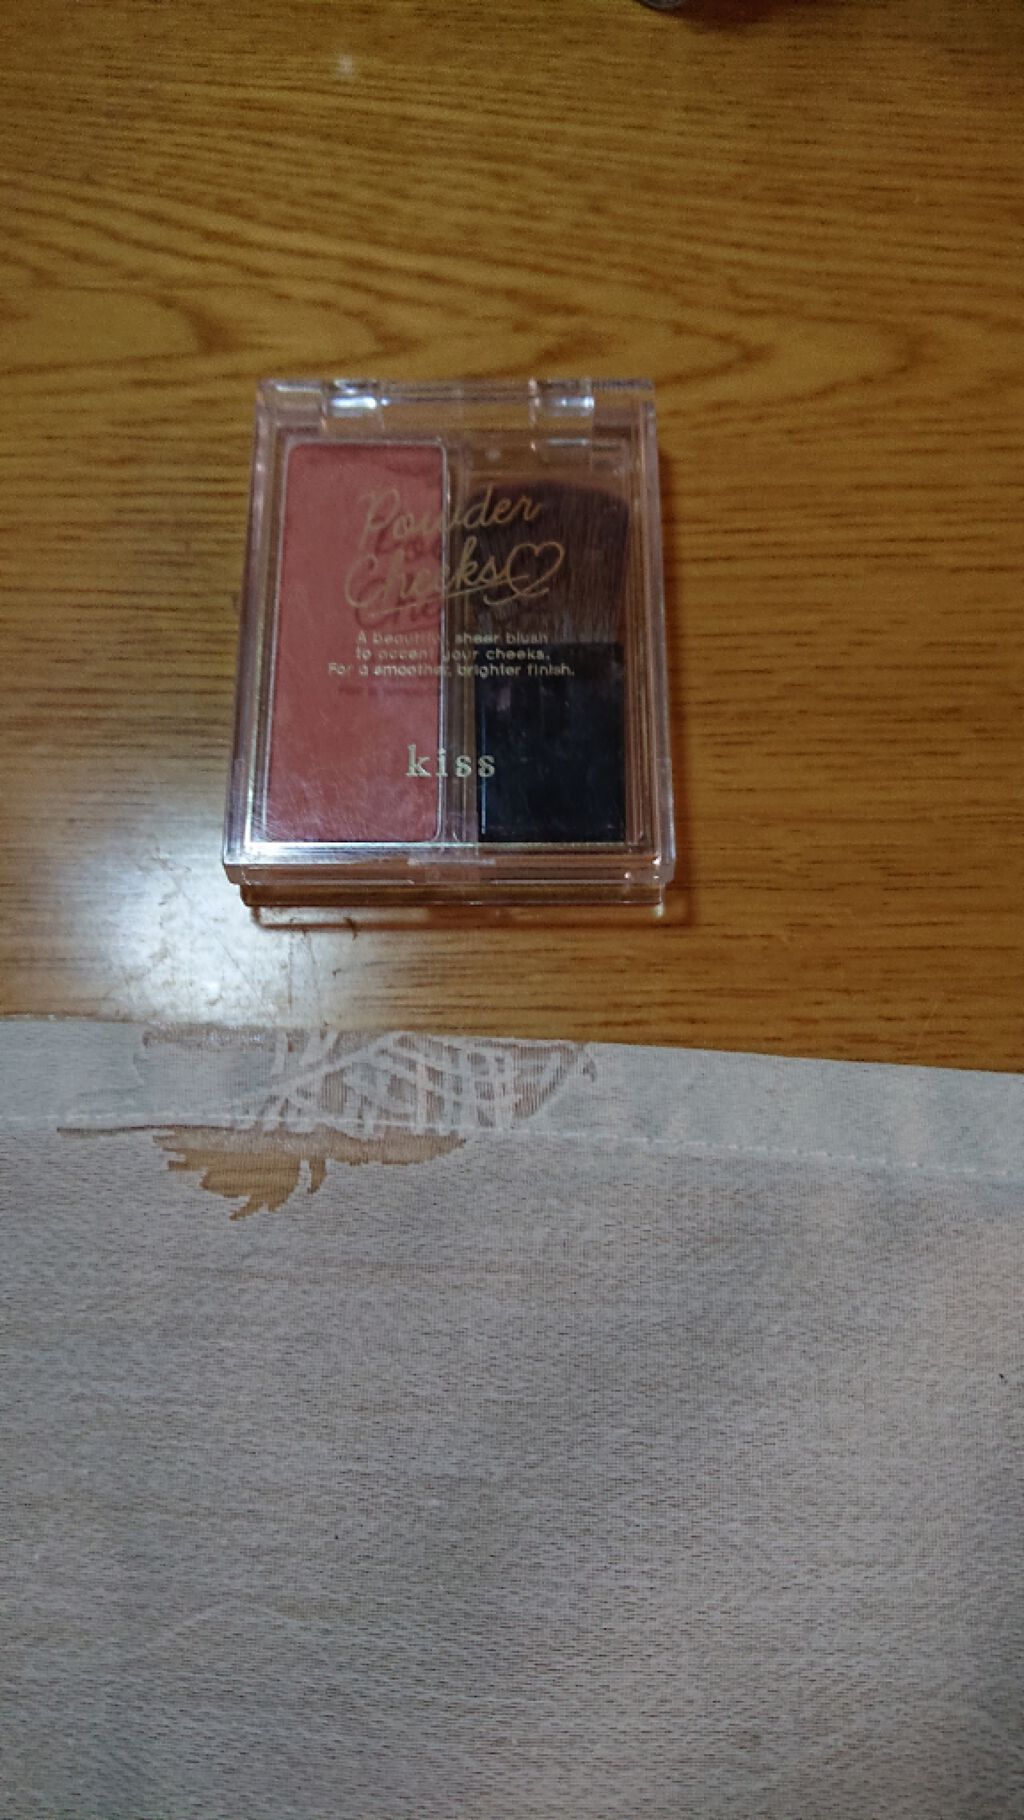 Powder
Cheeks
A beautiful sheer blush
to accent your cheeks.
For a smoother, brighter finish.
kiss